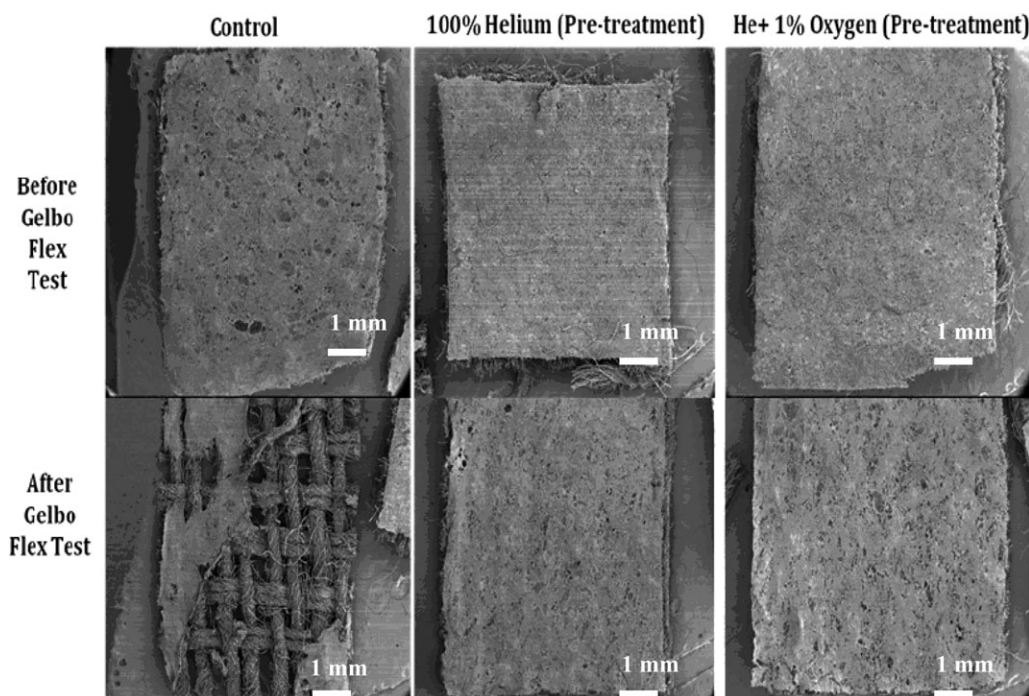 Control
100% Helium (Pre-treatment)
He+ 1% Oxygen (Pre-treatment)
Before
Gelbo
Flex
Test
1 mm
1 mm
1 mm
After
Gelbo
Flex Test
1 mm
1 mm
1 mm